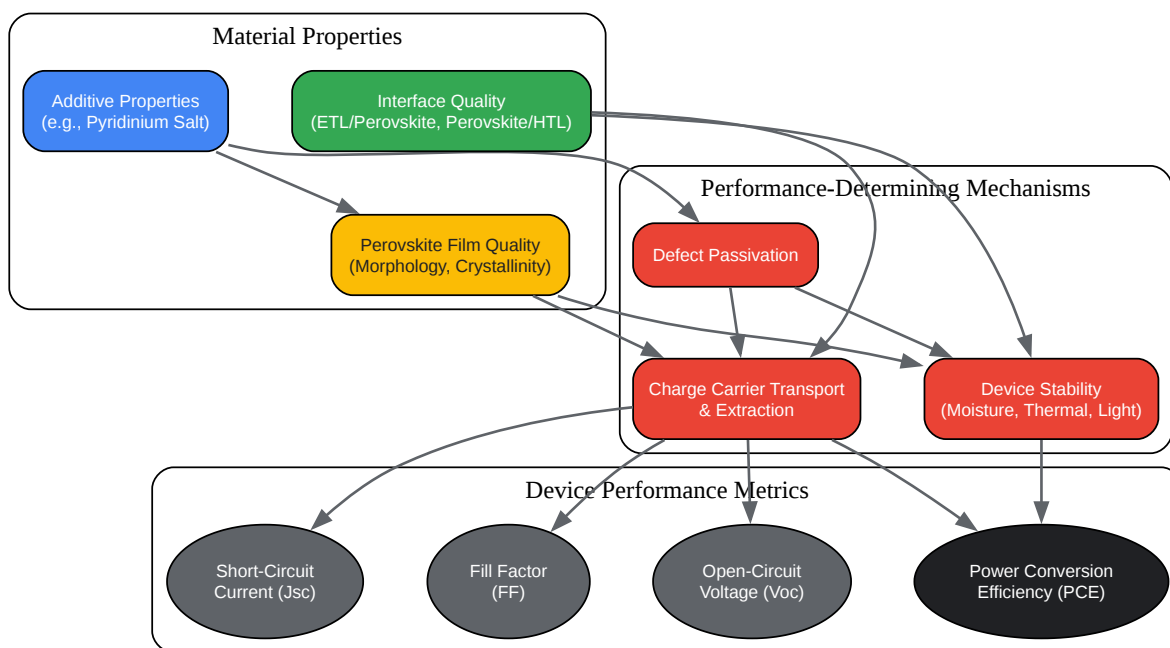 Material Properties
Additive Properties
(e.g., Pyridinium Salt)
Interface Quality
(ETL/Perovskite, Perovskite/HTL)
Perovskite Film Quality
(Morphology, Crystallinity)
Performance-Determining Mechanisms
Defect Passivation
Charge Carrier Transport
& Extraction
Device Stability
(Moisture, Thermal, Light)
Device Performance Metrics
Short-Circuit
Current (Jsc)
Fill Factor
(FF)
Open-Circuit
Voltage (Voc)
Power Conversion
Efficiency (PCE)